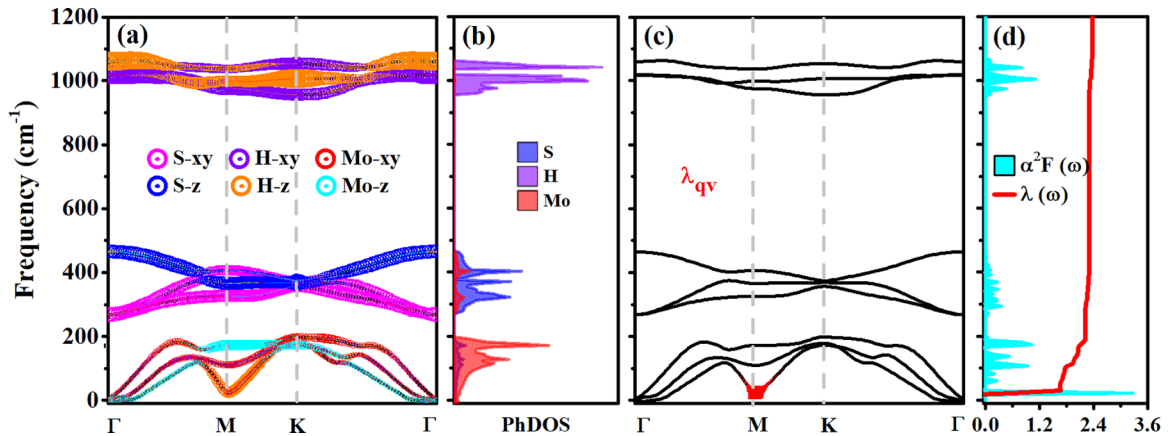 (a) (b) (c) (d)
1200
1000
800
600
400
200
0
Frequency (cm⁻¹)
S-xy H-xy Mo-xy
S-z H-z Mo-z
S
H
Mo
λqν
α²F (ω)
λ (ω)
Γ M K Γ
PhDOS
Γ M K Γ
0.0 1.2 2.4 3.6